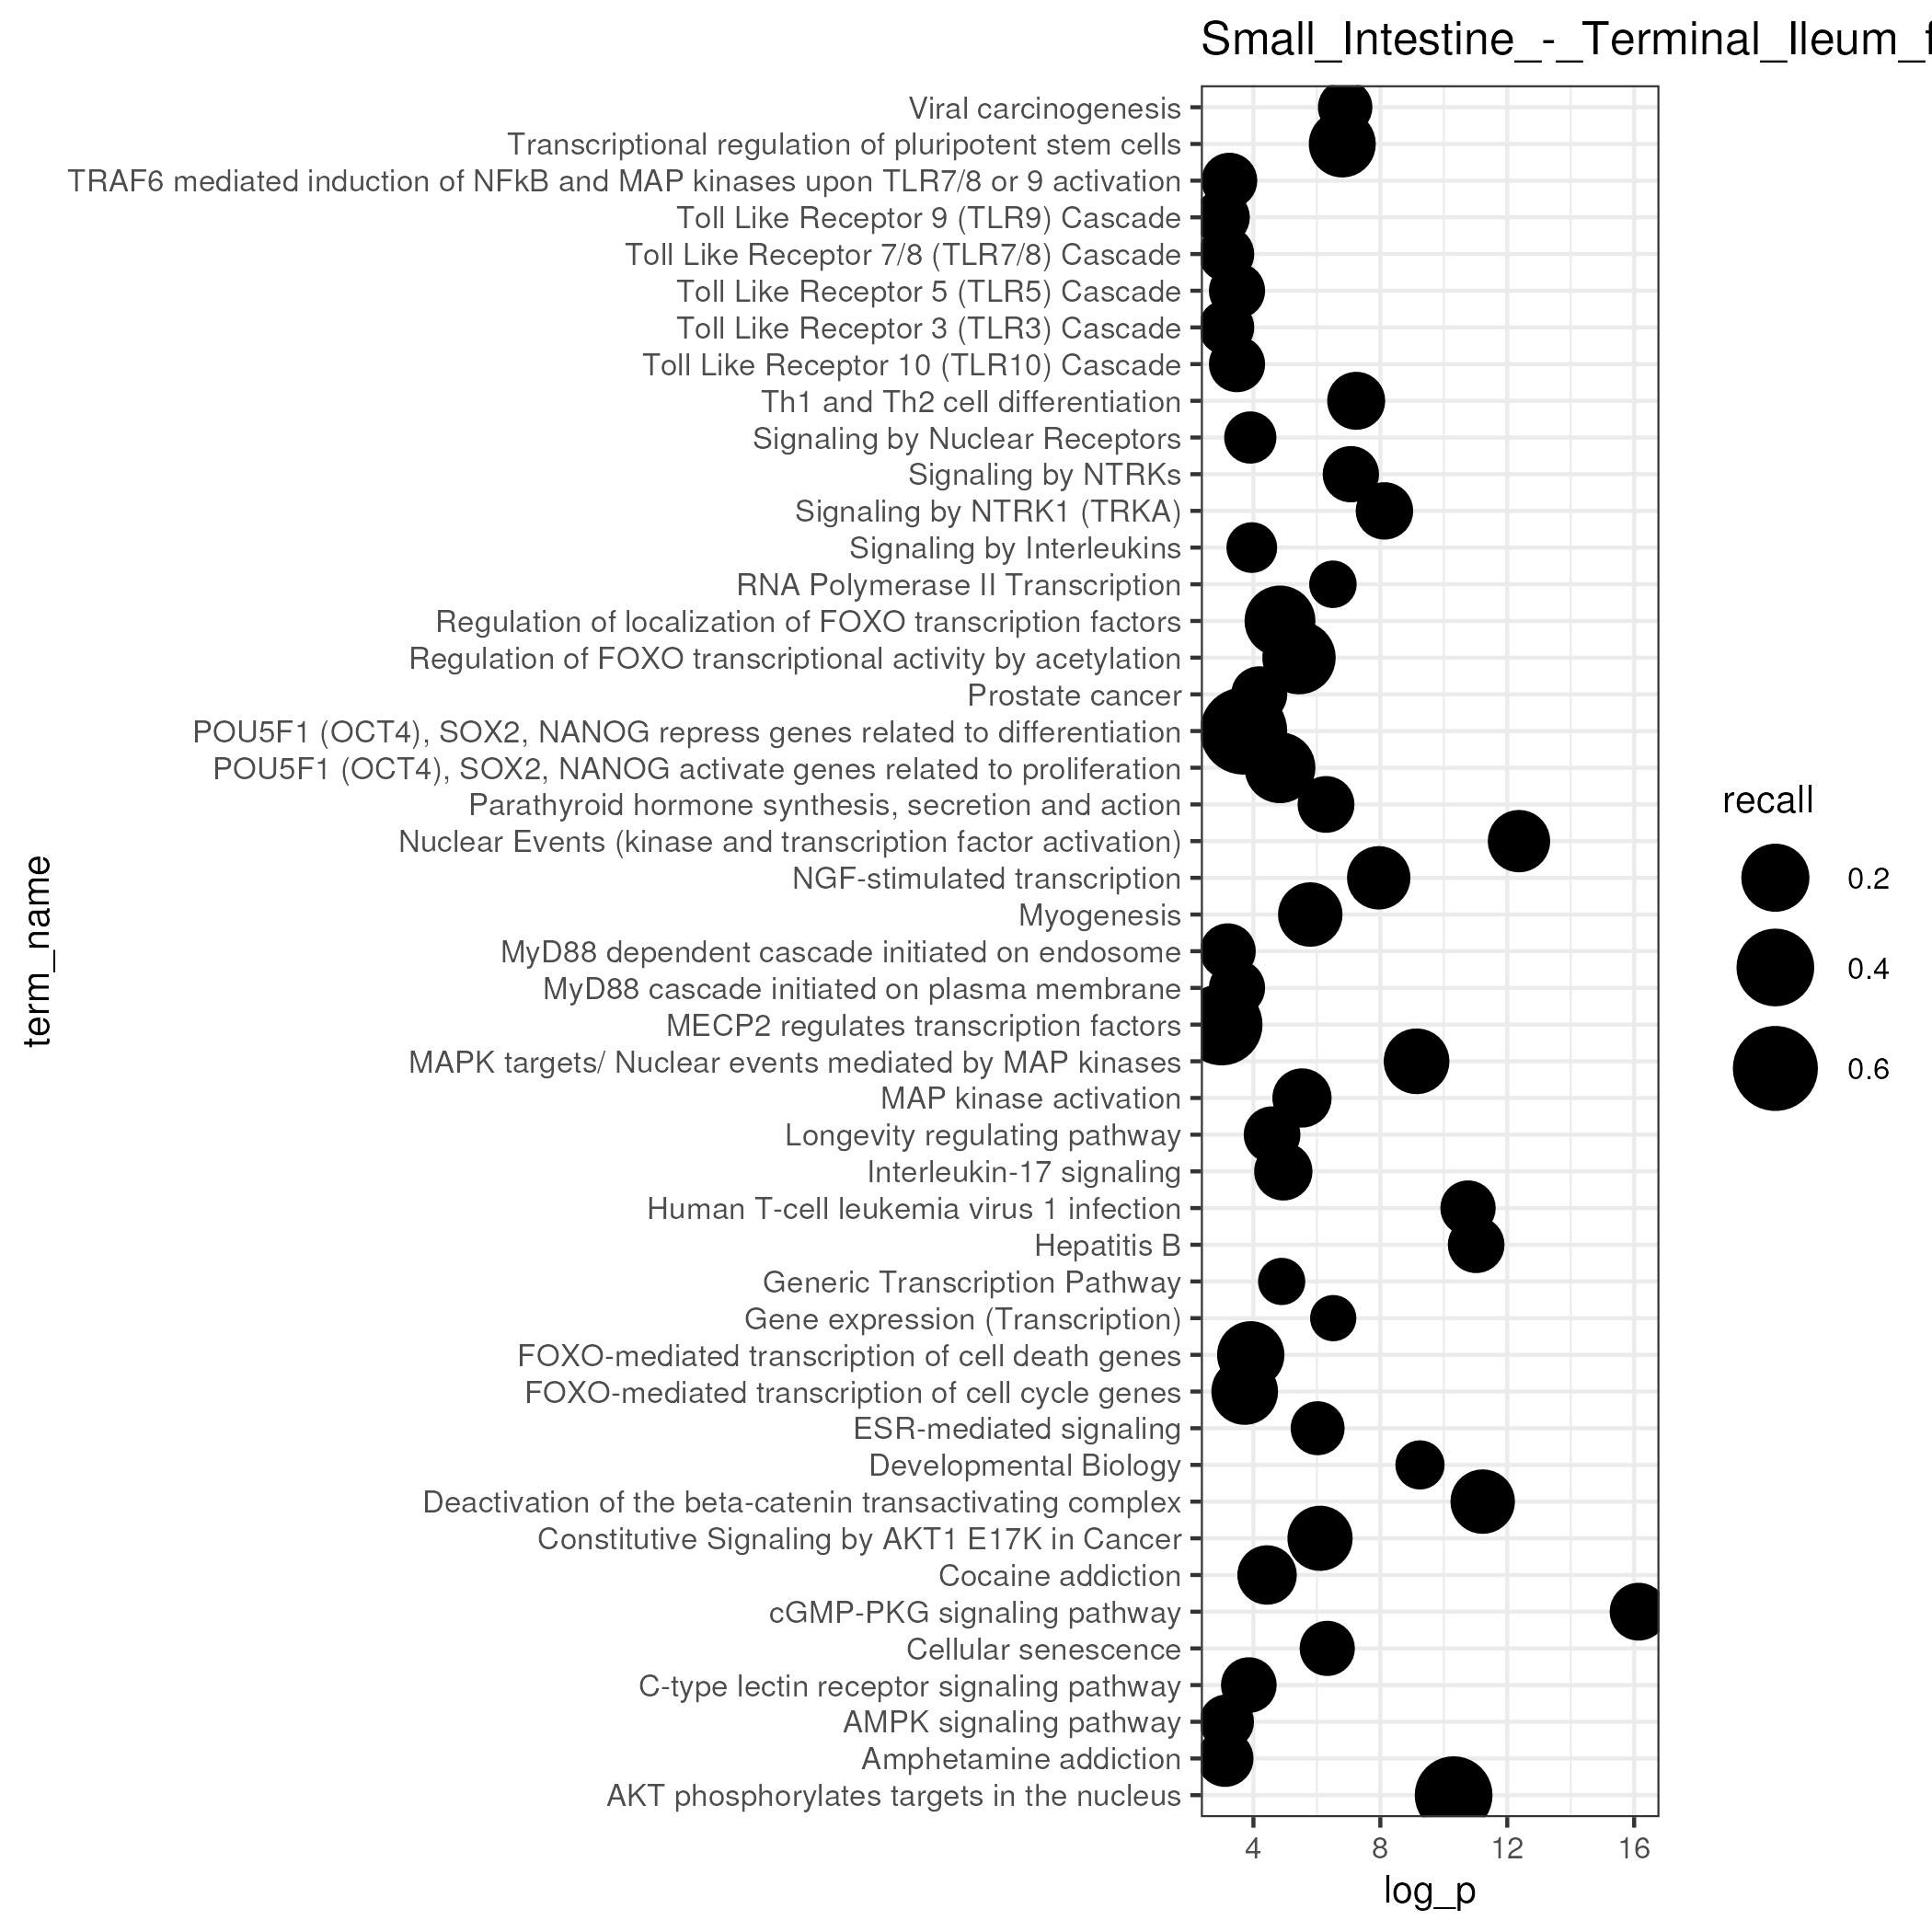 Small_Intestine_-_Terminal_Ileum_f
Viral carcinogenesis
Transcriptional regulation of pluripotent stem cells
TRAF6 mediated induction of NFkB and MAP kinases upon TLR7/8 or 9 activation
Toll Like Receptor 9 (TLR9) Cascade
Toll Like Receptor 7/8 (TLR7/8) Cascade
Toll Like Receptor 5 (TLR5) Cascade
Toll Like Receptor 3 (TLR3) Cascade
Toll Like Receptor 10 (TLR10) Cascade
Th1 and Th2 cell differentiation
Signaling by Nuclear Receptors
Signaling by NTRKs
Signaling by NTRK1 (TRKA)
Signaling by Interleukins
RNA Polymerase II Transcription
Regulation of localization of FOXO transcription factors
Regulation of FOXO transcriptional activity by acetylation
Prostate cancer
POU5F1 (OCT4), SOX2, NANOG repress genes related to differentiation
POU5F1 (OCT4), SOX2, NANOG activate genes related to proliferation
Parathyroid hormone synthesis, secretion and action
Nuclear Events (kinase and transcription factor activation)
NGF-stimulated transcription
Myogenesis
MyD88 dependent cascade initiated on endosome
MyD88 cascade initiated on plasma membrane
MECP2 regulates transcription factors
MAPK targets/ Nuclear events mediated by MAP kinases
MAP kinase activation
Longevity regulating pathway
Interleukin-17 signaling
Human T-cell leukemia virus 1 infection
Hepatitis B
Generic Transcription Pathway
Gene expression (Transcription)
FOXO-mediated transcription of cell death genes
FOXO-mediated transcription of cell cycle genes
ESR-mediated signaling
Developmental Biology
Deactivation of the beta-catenin transactivating complex
Constitutive Signaling by AKT1 E17K in Cancer
Cocaine addiction
cGMP-PKG signaling pathway
Cellular senescence
C-type lectin receptor signaling pathway
AMPK signaling pathway
Amphetamine addiction
AKT phosphorylates targets in the nucleus
term_name
4 8 12 16
log_p
recall
0.2
0.4
0.6